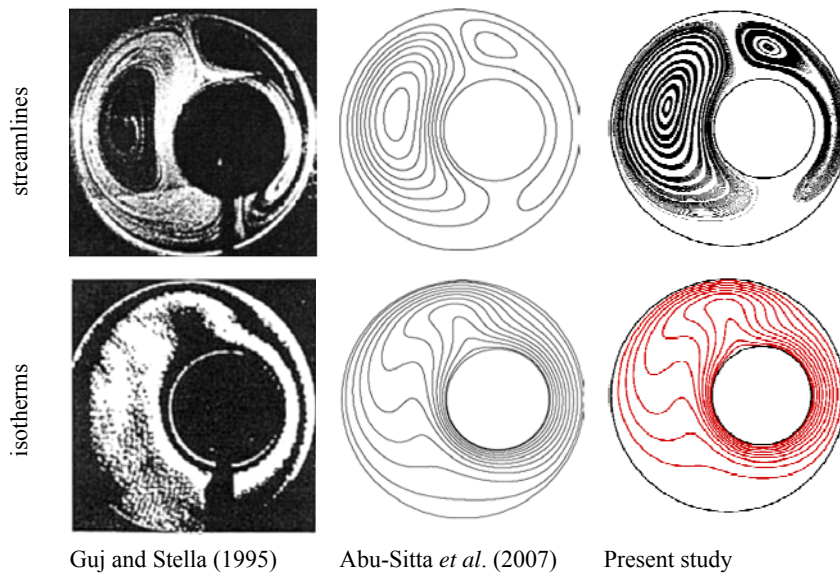 streamlines
isotherms
Guj and Stella (1995)
Abu-Sitta et al. (2007)
Present study